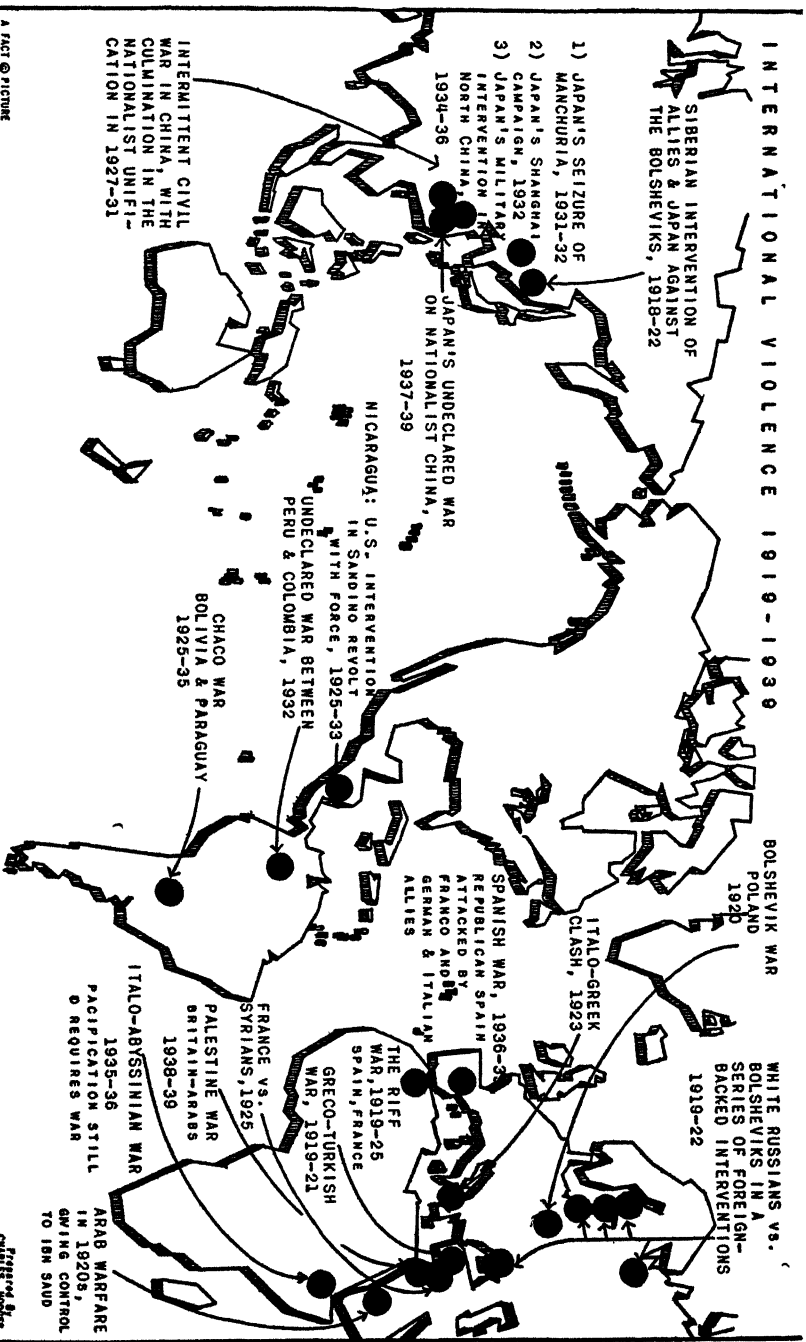 INTERNATIONAL VIOLENCE 1919-1939
SIBERIAN INTERVENTION OF
ALLIES & JAPAN AGAINST
THE BOLSHEVIKS, 1918-22
1) JAPAN'S SEIZURE OF
MANCHURIA, 1931-32
2) JAPAN'S SHANGHAI
CAMPAIGN, 1932
3) JAPAN'S MILITARY
INTERVENTION IN
NORTH CHINA,
1934-36
INTERMITTENT CIVIL
WAR IN CHINA, WITH
CULMINATION IN THE
NATIONALIST UNIFI-
CATION IN 1927-31
JAPAN'S UNDECLARED WAR
ON NATIONALIST CHINA,
1937-39
NICARAGUA: U.S. INTERVENTION
IN SANDINO REVOLT
WITH FORCE, 1925-33
UNDECLARED WAR BETWEEN
PERU & COLOMBIA, 1932
CHACO WAR
BOLIVIA & PARAGUAY
1925-35
BOLSHEVIK WAR
POLAND
1920
WHITE RUSSIANS VS.
BOLSHEVIKS IN A
SERIES OF FOREIGN-
BACKED INTERVENTIONS
1919-22
ITALO-GREEK
CLASH, 1923
SPANISH WAR, 1936-3
REPUBLICAN SPAIN
ATTACKED BY
FRANCO AND
GERMAN & ITALIAN
ALLIES
THE RIFF
WAR, 1919-25
SPAIN, FRANCE
GRECO-TURKISH
WAR, 1919-21
FRANCE VS.
SYRIANS, 1925
PALESTINE WAR
BRITAIN-ARABS
1938-39
ITALO-ABYSSINIAN WAR
1935-36
PACIFICATION STILL
REQUIRES WAR
ARAB WARFARE
IN 1920S,
GIVING CONTROL
TO IBN SAUD
A FACT © PICTURE
Prepared By